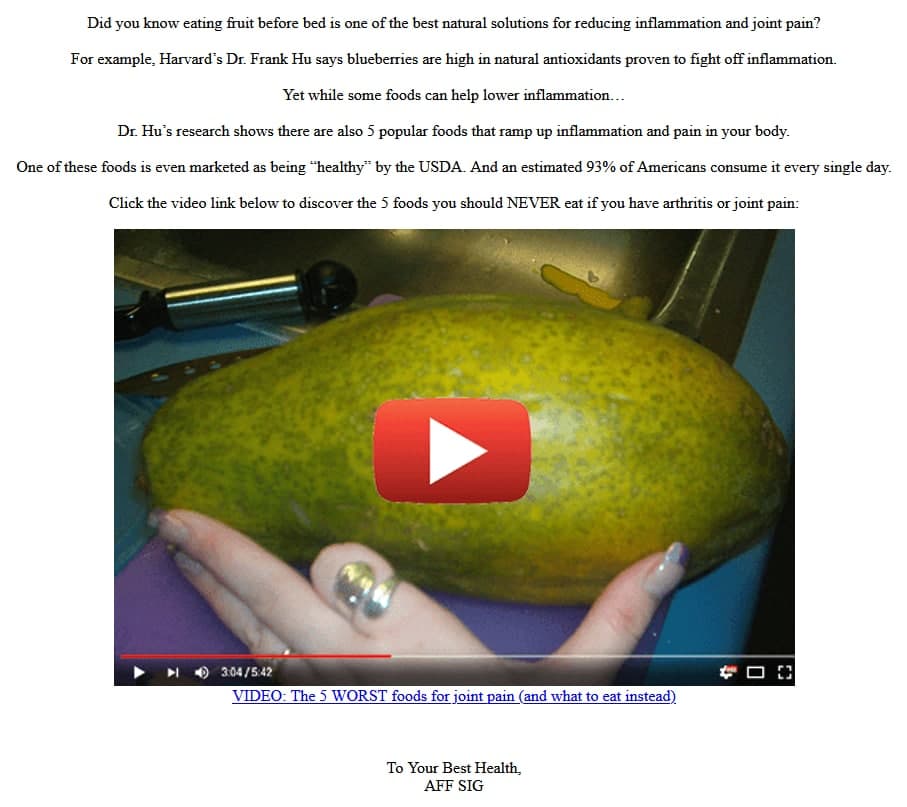 Did you know eating fruit before bed is one of the best natural solutions for reducing inflammation and joint pain?
For example, Harvard’s Dr. Frank Hu says blueberries are high in natural antioxidants proven to fight off inflammation.
Yet while some foods can help lower inflammation…
Dr. Hu’s research shows there are also 5 popular foods that ramp up inflammation and pain in your body.
One of these foods is even marketed as being “healthy” by the USDA. And an estimated 93% of Americans consume it every single day.
Click the video link below to discover the 5 foods you should NEVER eat if you have arthritis or joint pain:
3:04 / 5:42
VIDEO: The 5 WORST foods for joint pain (and what to eat instead)
To Your Best Health,
AFF SIG